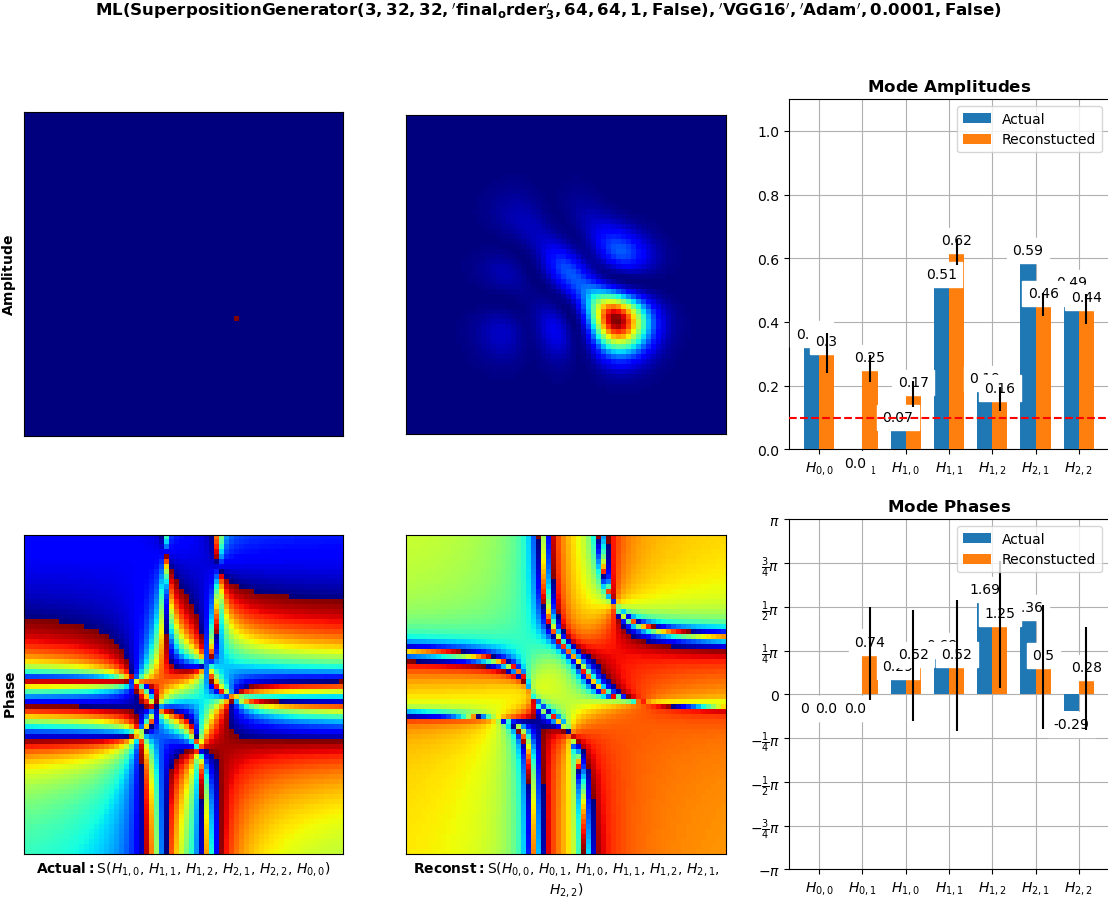 ML(SuperpositionGenerator(3, 32, 32, 'final_order_3', 64, 64, 1, False), 'VGG16', 'Adam', 0.0001, False)
Amplitude
Mode Amplitudes
Actual
Reconstucted
1.0
0.8
0.6
0.4
0.2
0.0
0.3
0.0
0.25
0.07
0.17
0.51
0.62
0.16
0.59
0.46
0.49
0.44
H0,0 1 H1,0 H1,1 H1,2 H2,1 H2,2
Phase
Mode Phases
Actual
Reconstucted
π
3/4π
1/2π
1/4π
0
−1/4π
−1/2π
−3/4π
−π
0 0.0 0.0
0.74
0.52
0.52
1.69
1.25
.36
0.5
-0.29
0.28
H0,0 H0,1 H1,0 H1,1 H1,2 H2,1 H2,2
Actual: S(H1,0, H1,1, H1,2, H2,1, H2,2, H0,0)
Reconst: S(H0,0, H0,1, H1,0, H1,1, H1,2, H2,1,
H2,2)